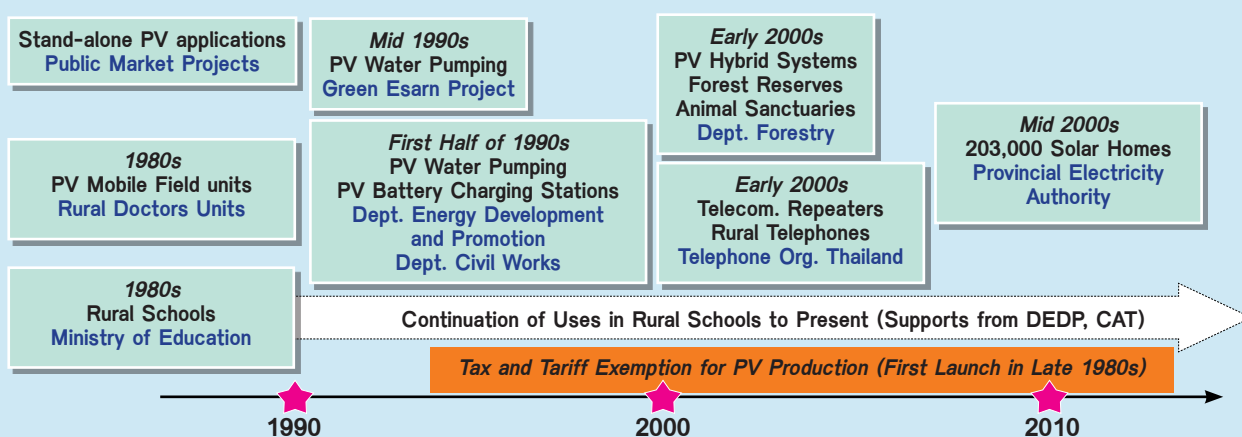 Stand-alone PV applications
Public Market Projects
1980s
PV Mobile Field units
Rural Doctors Units
1980s
Rural Schools
Ministry of Education
Mid 1990s
PV Water Pumping
Green Esarn Project
First Half of 1990s
PV Water Pumping
PV Battery Charging Stations
Dept. Energy Development
and Promotion
Dept. Civil Works
Early 2000s
PV Hybrid Systems
Forest Reserves
Animal Sanctuaries
Dept. Forestry
Early 2000s
Telecom. Repeaters
Rural Telephones
Telephone Org. Thailand
Mid 2000s
203,000 Solar Homes
Provincial Electricity
Authority
Continuation of Uses in Rural Schools to Present (Supports from DEDP, CAT)
Tax and Tariff Exemption for PV Production (First Launch in Late 1980s)
1990
2000
2010